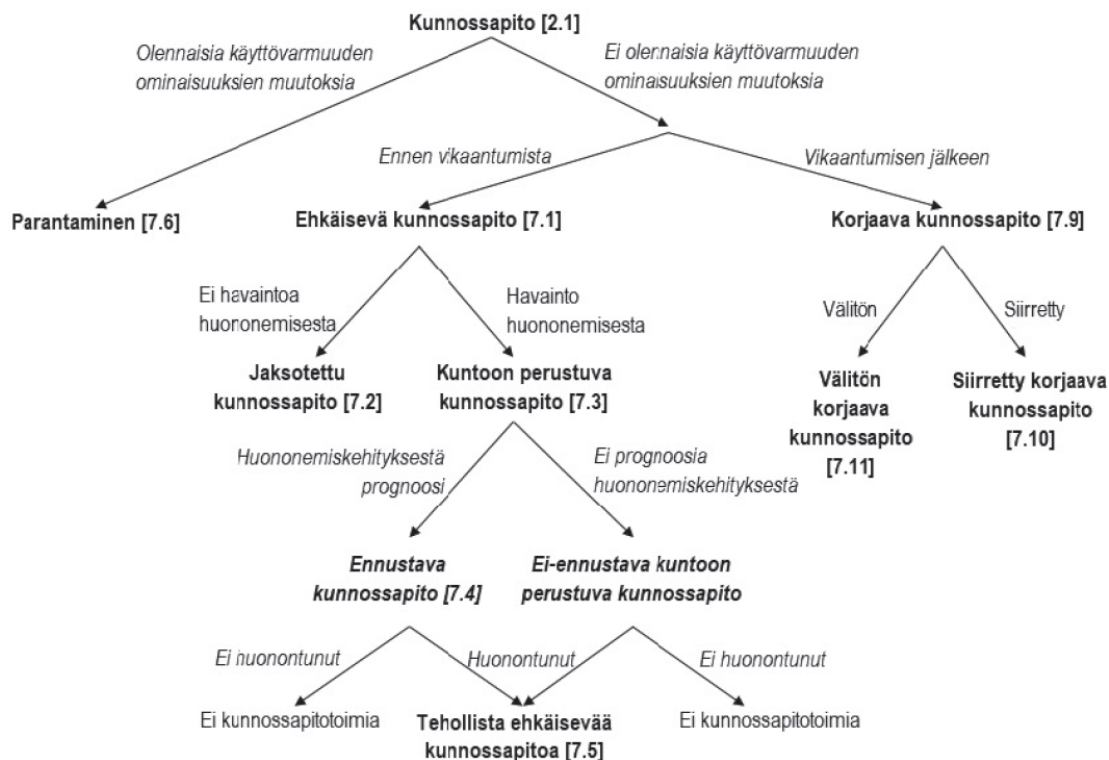 Kunnossapito [2.1]
Olennaisia käyttövarmuuden
ominaisuuksien muutoksia
Ei olennaisia käyttövarmuuden
ominaisuuksien muutoksia
Ennen vikaantumista
Vikaantumisen jälkeen
Parantaminen [7.6]
Ehkäisevä kunnossapito [7.1]
Korjaava kunnossapito [7.9]
Ei havaintoa
huononemisesta
Havainto
huononemisesta
Välitön
Siirretty
Jaksotettu
kunnossapito [7.2]
Kuntoon perustuva
kunnossapito [7.3]
Välitön
korjaava
kunnossapito
[7.11]
Siirretty korjaava
kunnossapito
[7.10]
Huononemiskehityksestä
prognoosi
Ei prognoosia
huononemiskehityksestä
Ennustava
kunnossapito [7.4]
Ei-ennustava kuntoon
perustuva kunnossapito
Ei huonontunut
Huonontunut
Ei huonontunut
Ei kunnossapitotoimia
Tehollista ehkäisevää
kunnossapitoa [7.5]
Ei kunnossapitotoimia